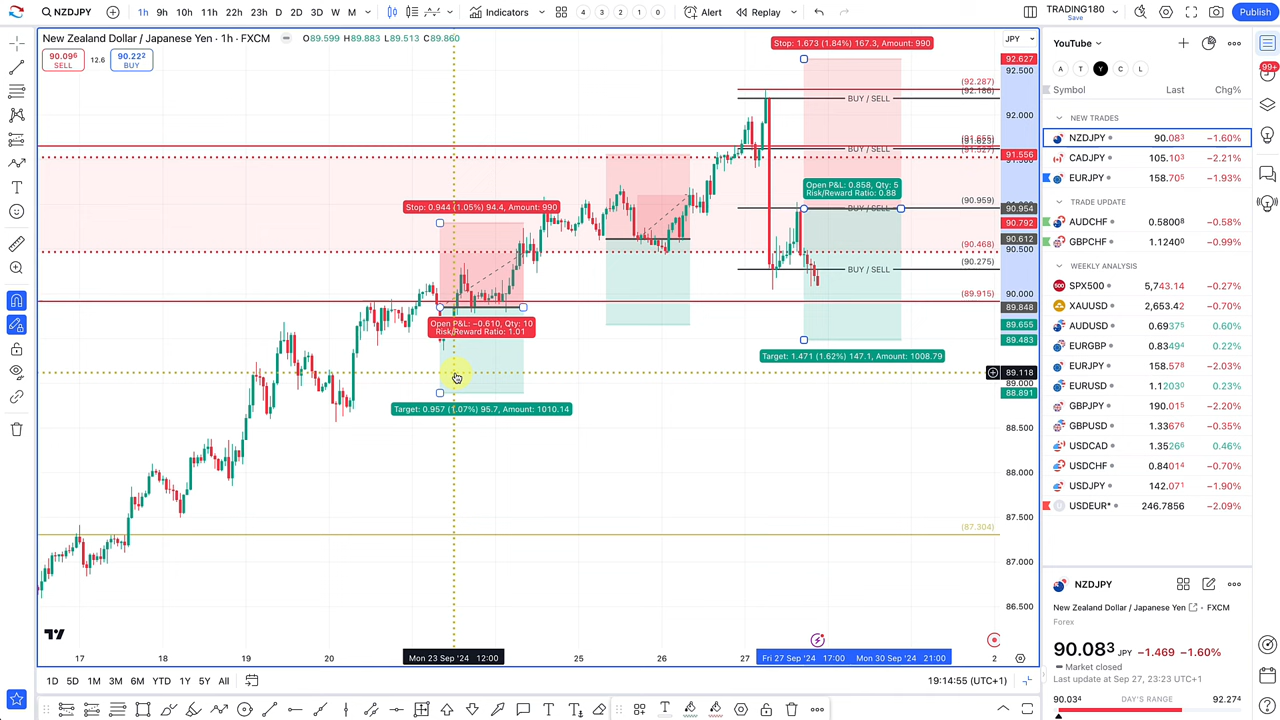 NZDJPY
1h 9h 10h 11h 22h 23h D 2D 3D W M
Indicators
4 3 2 1 0
Alert
Replay
TRADING180
Save
Publish
New Zealand Dollar / Japanese Yen · 1h · FXCM
O89.599 H89.883 L89.513 C89.860
90.096
SELL
12.6
90.222
BUY
JPY
Stop: 1.673 (1.84%) 167.3, Amount: 990
(92.287)
(92.186)
BUY / SELL
BUY / SELL
Open P&L: 0.858, Qty: 5
Risk/Reward Ratio: 0.88
(90.959)
BUY / SELL
Stop: 0.944 (1.05%) 94.4, Amount: 990
(90.468)
(90.275)
BUY / SELL
(89.915)
Open P&L: −0.610, Qty: 10
Risk/Reward Ratio: 1.01
Target: 1.471 (1.62%) 147.1, Amount: 1008.79
Target: 0.957 (1.07%) 95.7, Amount: 1010.14
(87.304)
92.627
92.500
92.000
91.556
90.954
90.792
90.612
90.500
90.000
89.848
89.655
89.483
89.118
89.000
88.891
88.500
88.000
87.500
87.000
86.500
17 18 19 20 Mon 23 Sep '24 12:00 25 26 27 Fri 27 Sep '24 17:00 Mon 30 Sep '24 21:00 2
1D 5D 1M 3M 6M YTD 1Y 5Y All
19:14:55 (UTC+1)
YouTube
A T Y C L
Symbol Last Chg%
NEW TRADES
NZDJPY 90.083 −1.60%
CADJPY 105.103 −2.21%
EURJPY 158.705 −1.93%
TRADE UPDATE
AUDCHF 0.58008 −0.58%
GBPCHF 1.12400 −0.99%
WEEKLY ANALYSIS
SPX500 5,743.14 −0.27%
XAUUSD 2,653.42 −0.70%
AUDUSD 0.69375 0.60%
EURGBP 0.83494 0.22%
EURJPY 158.57 −2.03%
EURUSD 1.1203 0.23%
GBPJPY 190.015 −2.20%
GBPUSD 1.33676 −0.35%
USDCAD 1.35266 0.46%
USDCHF 0.84014 −0.70%
USDJPY 142.071 −1.90%
USDEUR* 246.7856 −2.09%
99+
NZDJPY
New Zealand Dollar / Japanese Yen · FXCM
Forex
90.083 JPY −1.469 −1.60%
Market closed
Last update at Sep 27, 23:23 UTC+1
90.034 DAY'S RANGE 92.274